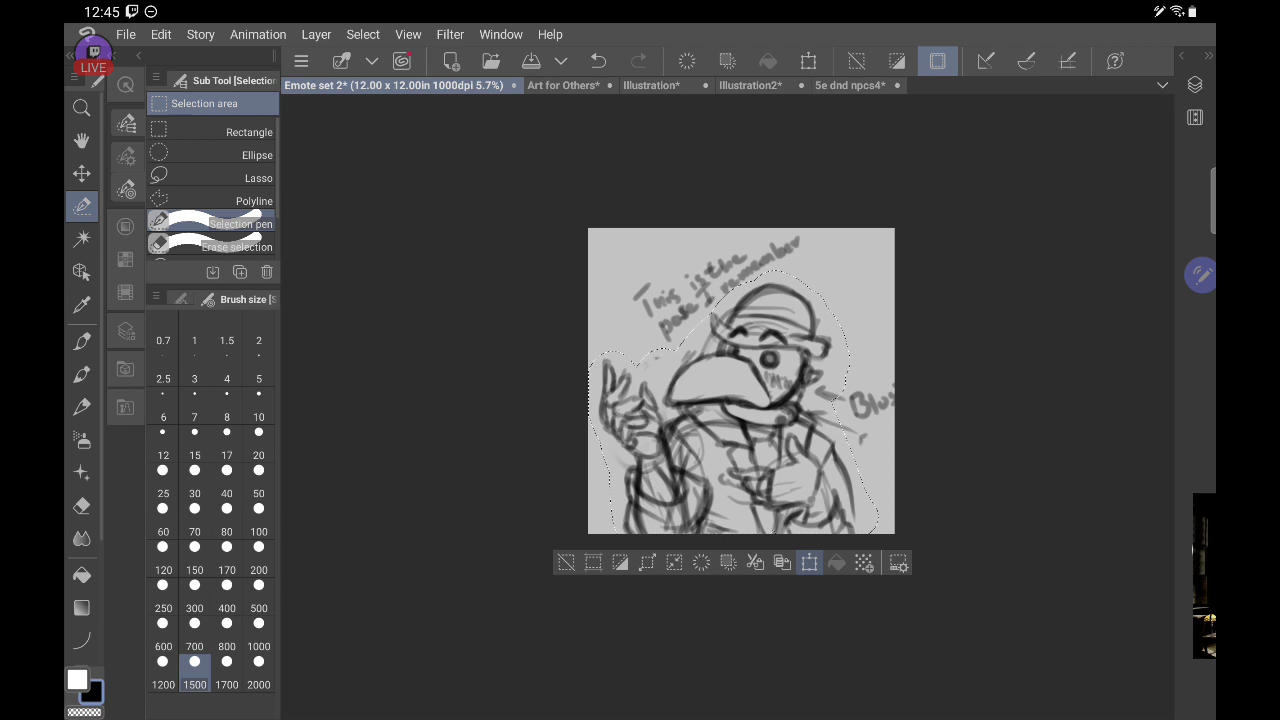 12:45
LIVE
File Edit Story Animation Layer Select View Filter Window Help
Sub Tool [Selection
Emote set 2* (12.00 x 12.00in 1000dpi 5.7%) Art for Others* Illustration* Illustration2* 5e dnd npcs4*
Selection area
Rectangle
Ellipse
Lasso
Polyline
Selection pen
Erase selection
Brush size [S
0.7 1 1.5 2
2.5 3 4 5
6 7 8 10
12 15 17 20
25 30 40 50
60 70 80 100
120 150 170 200
250 300 400 500
600 700 800 1000
1200 1500 1700 2000
This is the
pose I remember
Blus